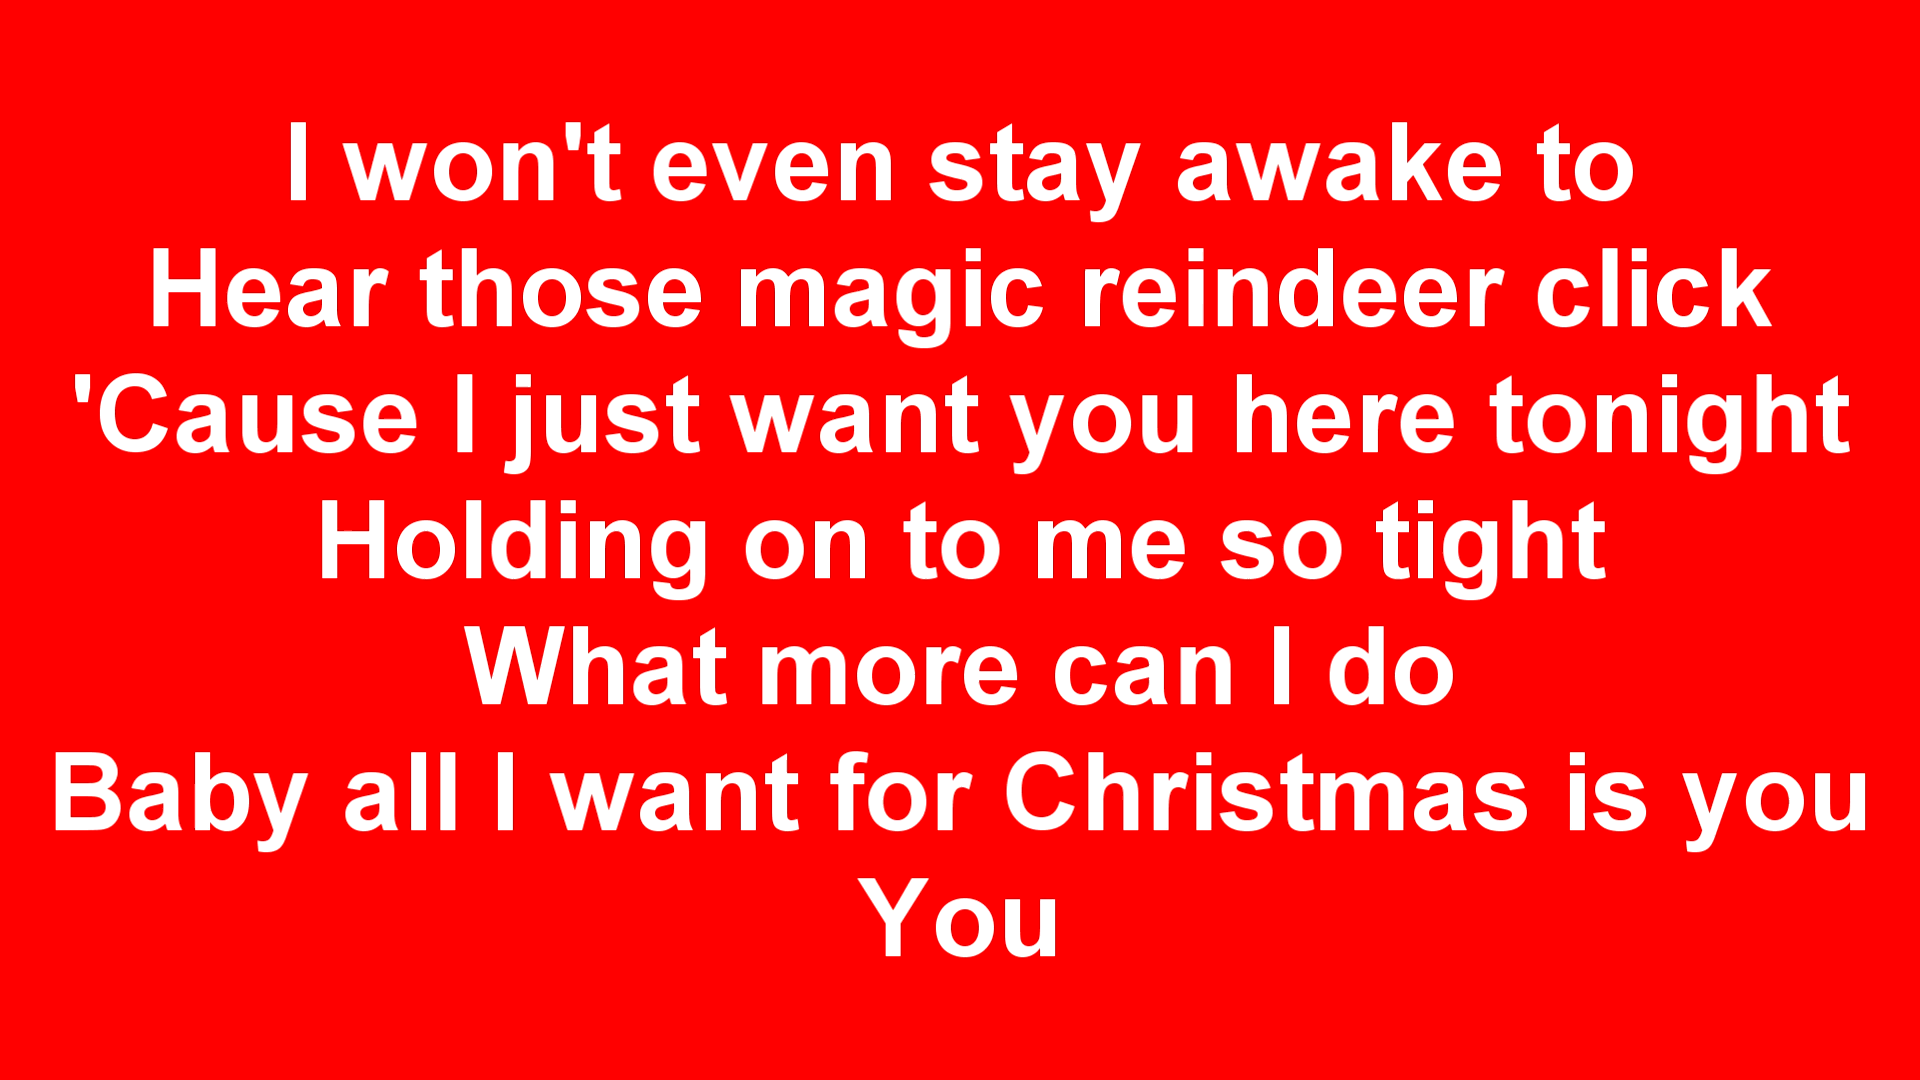 I won't even stay awake to
Hear those magic reindeer click
'Cause I just want you here tonight
Holding on to me so tight
What more can I do
Baby all I want for Christmas is you
You